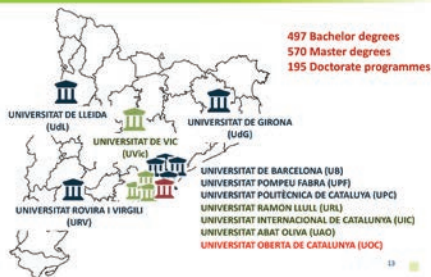 497 Bachelor degrees
570 Master degrees
195 Doctorate programmes
UNIVERSITAT DE LLEIDA
(UdL)
UNIVERSITAT DE GIRONA
(UdG)
UNIVERSITAT DE VIC
(UVic)
UNIVERSITAT ROVIRA I VIRGILI
(URV)
UNIVERSITAT DE BARCELONA (UB)
UNIVERSITAT POMPEU FABRA (UPF)
UNIVERSITAT POLITÈCNICA DE CATALUYA (UPC)
UNIVERSITAT RAMON LLULL (URL)
UNIVERSITAT INTERNACIONAL DE CATALUNYA (UIC)
UNIVERSITAT ABAT OLIVA (UAO)
UNIVERSITAT OBERTA DE CATALUNYA (UOC)
13